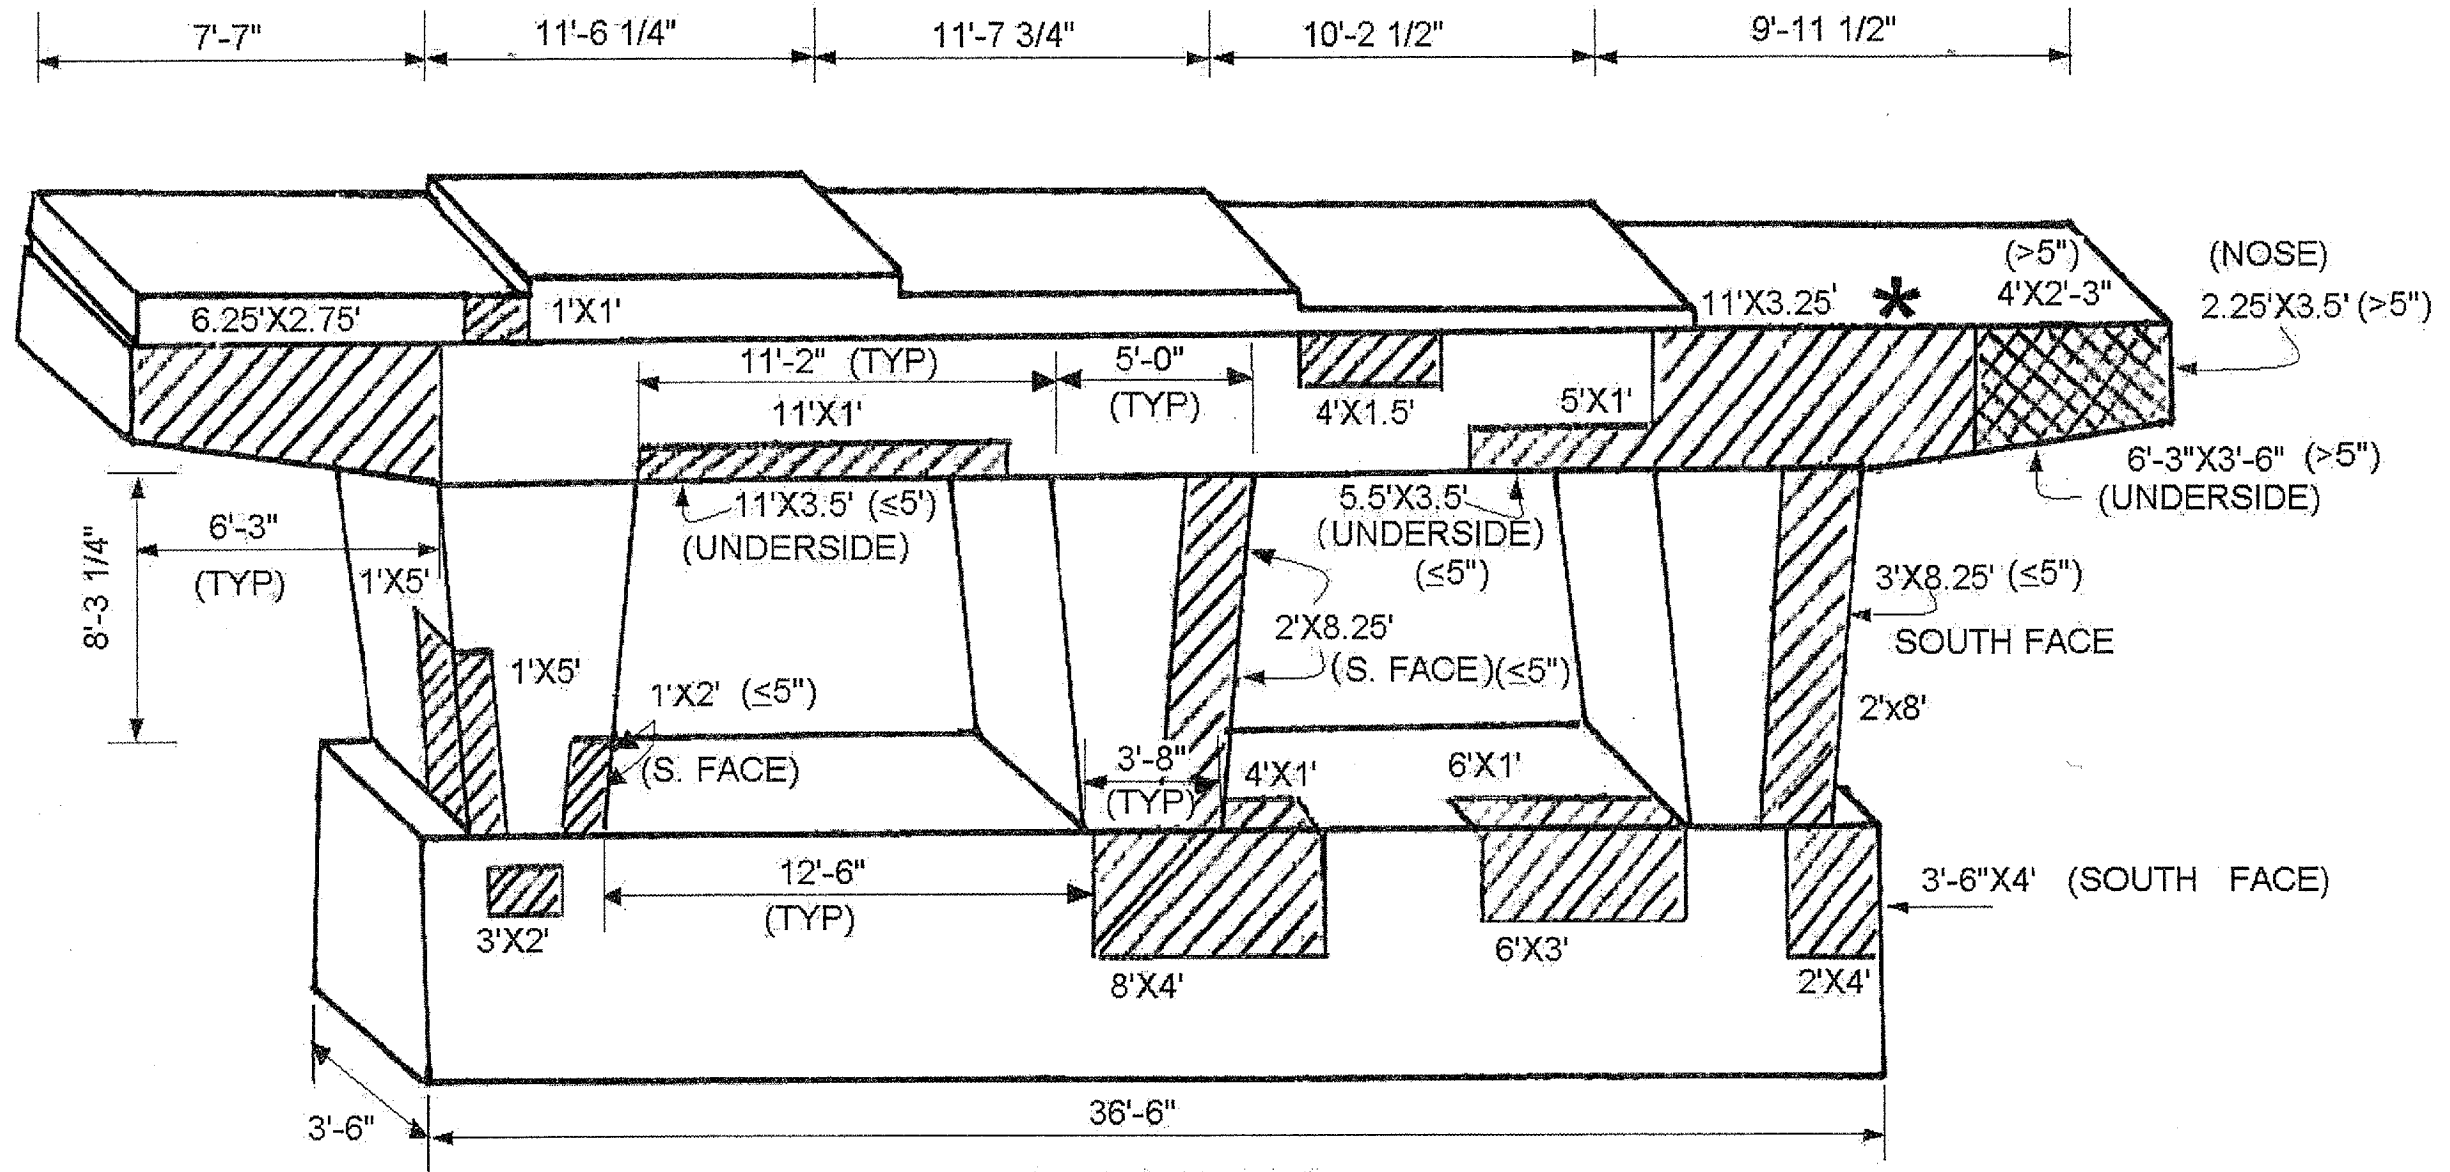 7'-7" 11'-6 1/4" 11'-7 3/4" 10'-2 1/2" 9'-11 1/2"
(>5") (NOSE)
4'X2'-3" 2.25'X3.5' (>5")
6.25'X2.75' 1'X1' 11'X3.25' *
11'-2" (TYP) 5'-0"
(TYP)
11'X1' 4'X1.5' 5'X1'
6'-3"X3'-6" (>5")
(UNDERSIDE)
11'X3.5' (≤5')
(UNDERSIDE)
5.5'X3.5'
(UNDERSIDE)
(≤5")
8'-3 1/4"
6'-3"
(TYP)
1'X5'
3'X8.25' (≤5")
SOUTH FACE
2'X8.25'
(S. FACE)(≤5")
1'X5'
1'X2' (≤5")
(S. FACE)
2'x8'
3'-8"
(TYP)
4'X1' 6'X1'
12'-6"
(TYP)
3'-6"X4' (SOUTH FACE)
3'X2' 8'X4' 6'X3' 2'X4'
3'-6" 36'-6"